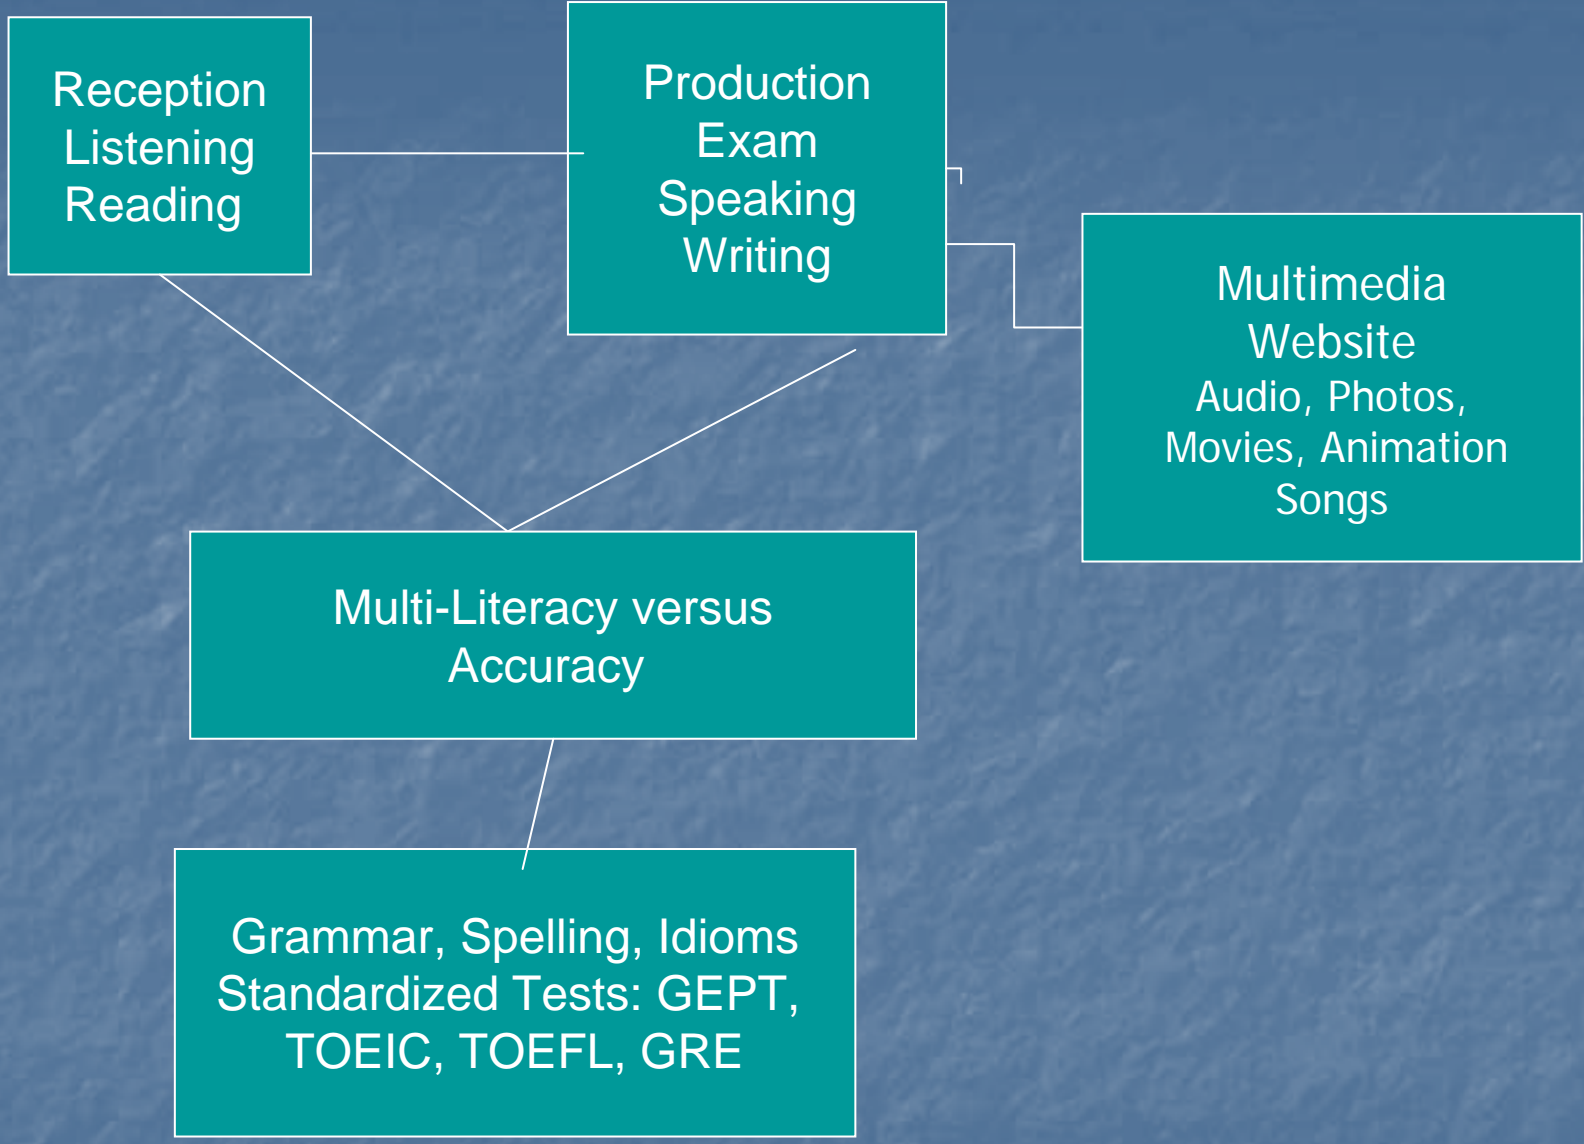 Reception
Listening
Reading
Production
Exam
Speaking
Writing
Multimedia
Website
Audio, Photos,
Movies, Animation
Songs
Multi-Literacy versus
Accuracy
Grammar, Spelling, Idioms
Standardized Tests: GEPT,
TOEIC, TOEFL, GRE